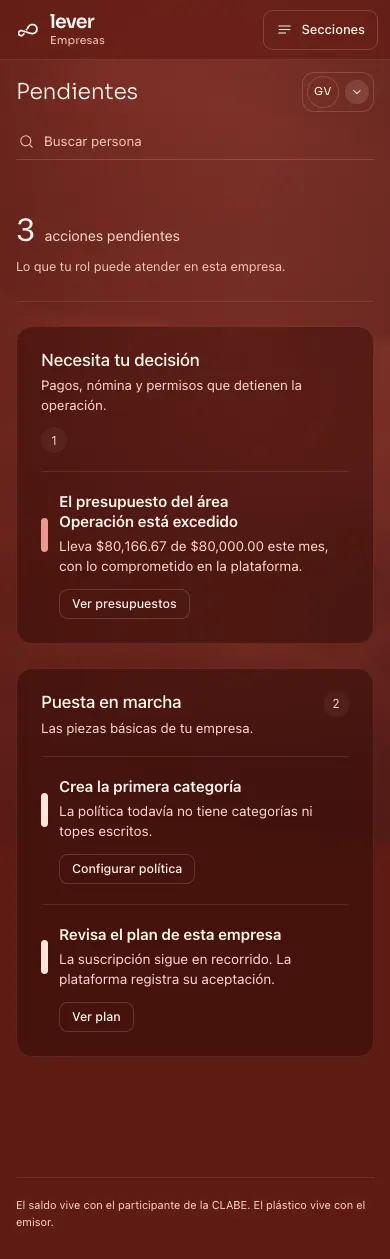 lever
Empresas
Secciones
Pendientes
GV
Buscar persona
3 acciones pendientes
Lo que tu rol puede atender en esta empresa.
Necesita tu decisión
Pagos, nómina y permisos que detienen la
operación.
1
El presupuesto del área
Operación está excedido
Lleva $80,166.67 de $80,000.00 este mes,
con lo comprometido en la plataforma.
Ver presupuestos
Puesta en marcha
2
Las piezas básicas de tu empresa.
Crea la primera categoría
La política todavía no tiene categorías ni
topes escritos.
Configurar política
Revisa el plan de esta empresa
La suscripción sigue en recorrido. La
plataforma registra su aceptación.
Ver plan
El saldo vive con el participante de la CLABE. El plástico vive con el
emisor.